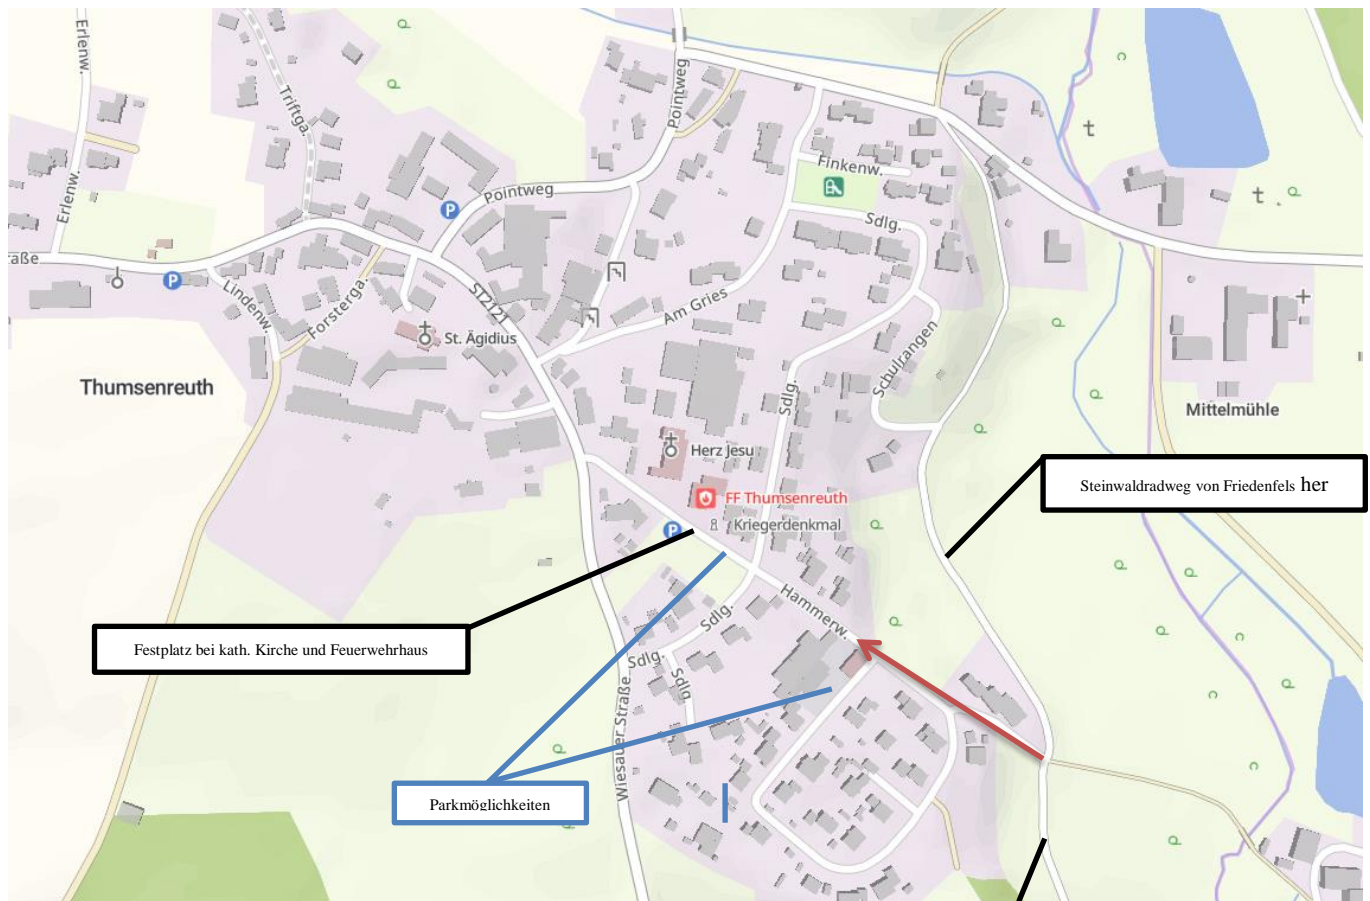 Erlenw.
Triftga.
Pointweg
Finkenw.
Erlenw.
Pointweg
Sdlg.
raße
Lindenw.
Forsterga.
ST2121
St. Ägidius
Am Gries
Schulrangen
Thumsenreuth
Sdlg.
Mittelmühle
Herz Jesu
Steinwaldradweg von Friedenfels her
FF Thumsenreuth
Kriegerdenkmal
Hammerw.
Sdlg.
Festplatz bei kath. Kirche und Feuerwehrhaus
Sdlg.
Sdlg
Wiesauer Straße
Parkmöglichkeiten